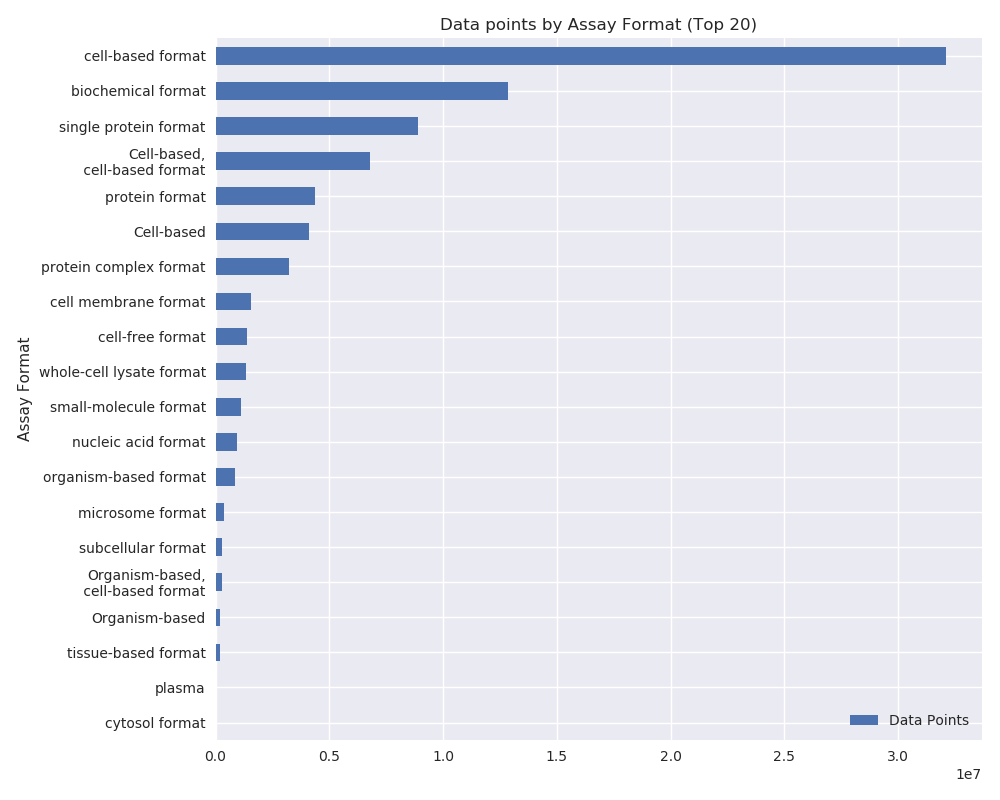 Data points by Assay Format (Top 20)
Assay Format
cell-based format
biochemical format
single protein format
Cell-based,
cell-based format
protein format
Cell-based
protein complex format
cell membrane format
cell-free format
whole-cell lysate format
small-molecule format
nucleic acid format
organism-based format
microsome format
subcellular format
Organism-based,
cell-based format
Organism-based
tissue-based format
plasma
cytosol format
Data Points
0.0 0.5 1.0 1.5 2.0 2.5 3.0
1e7